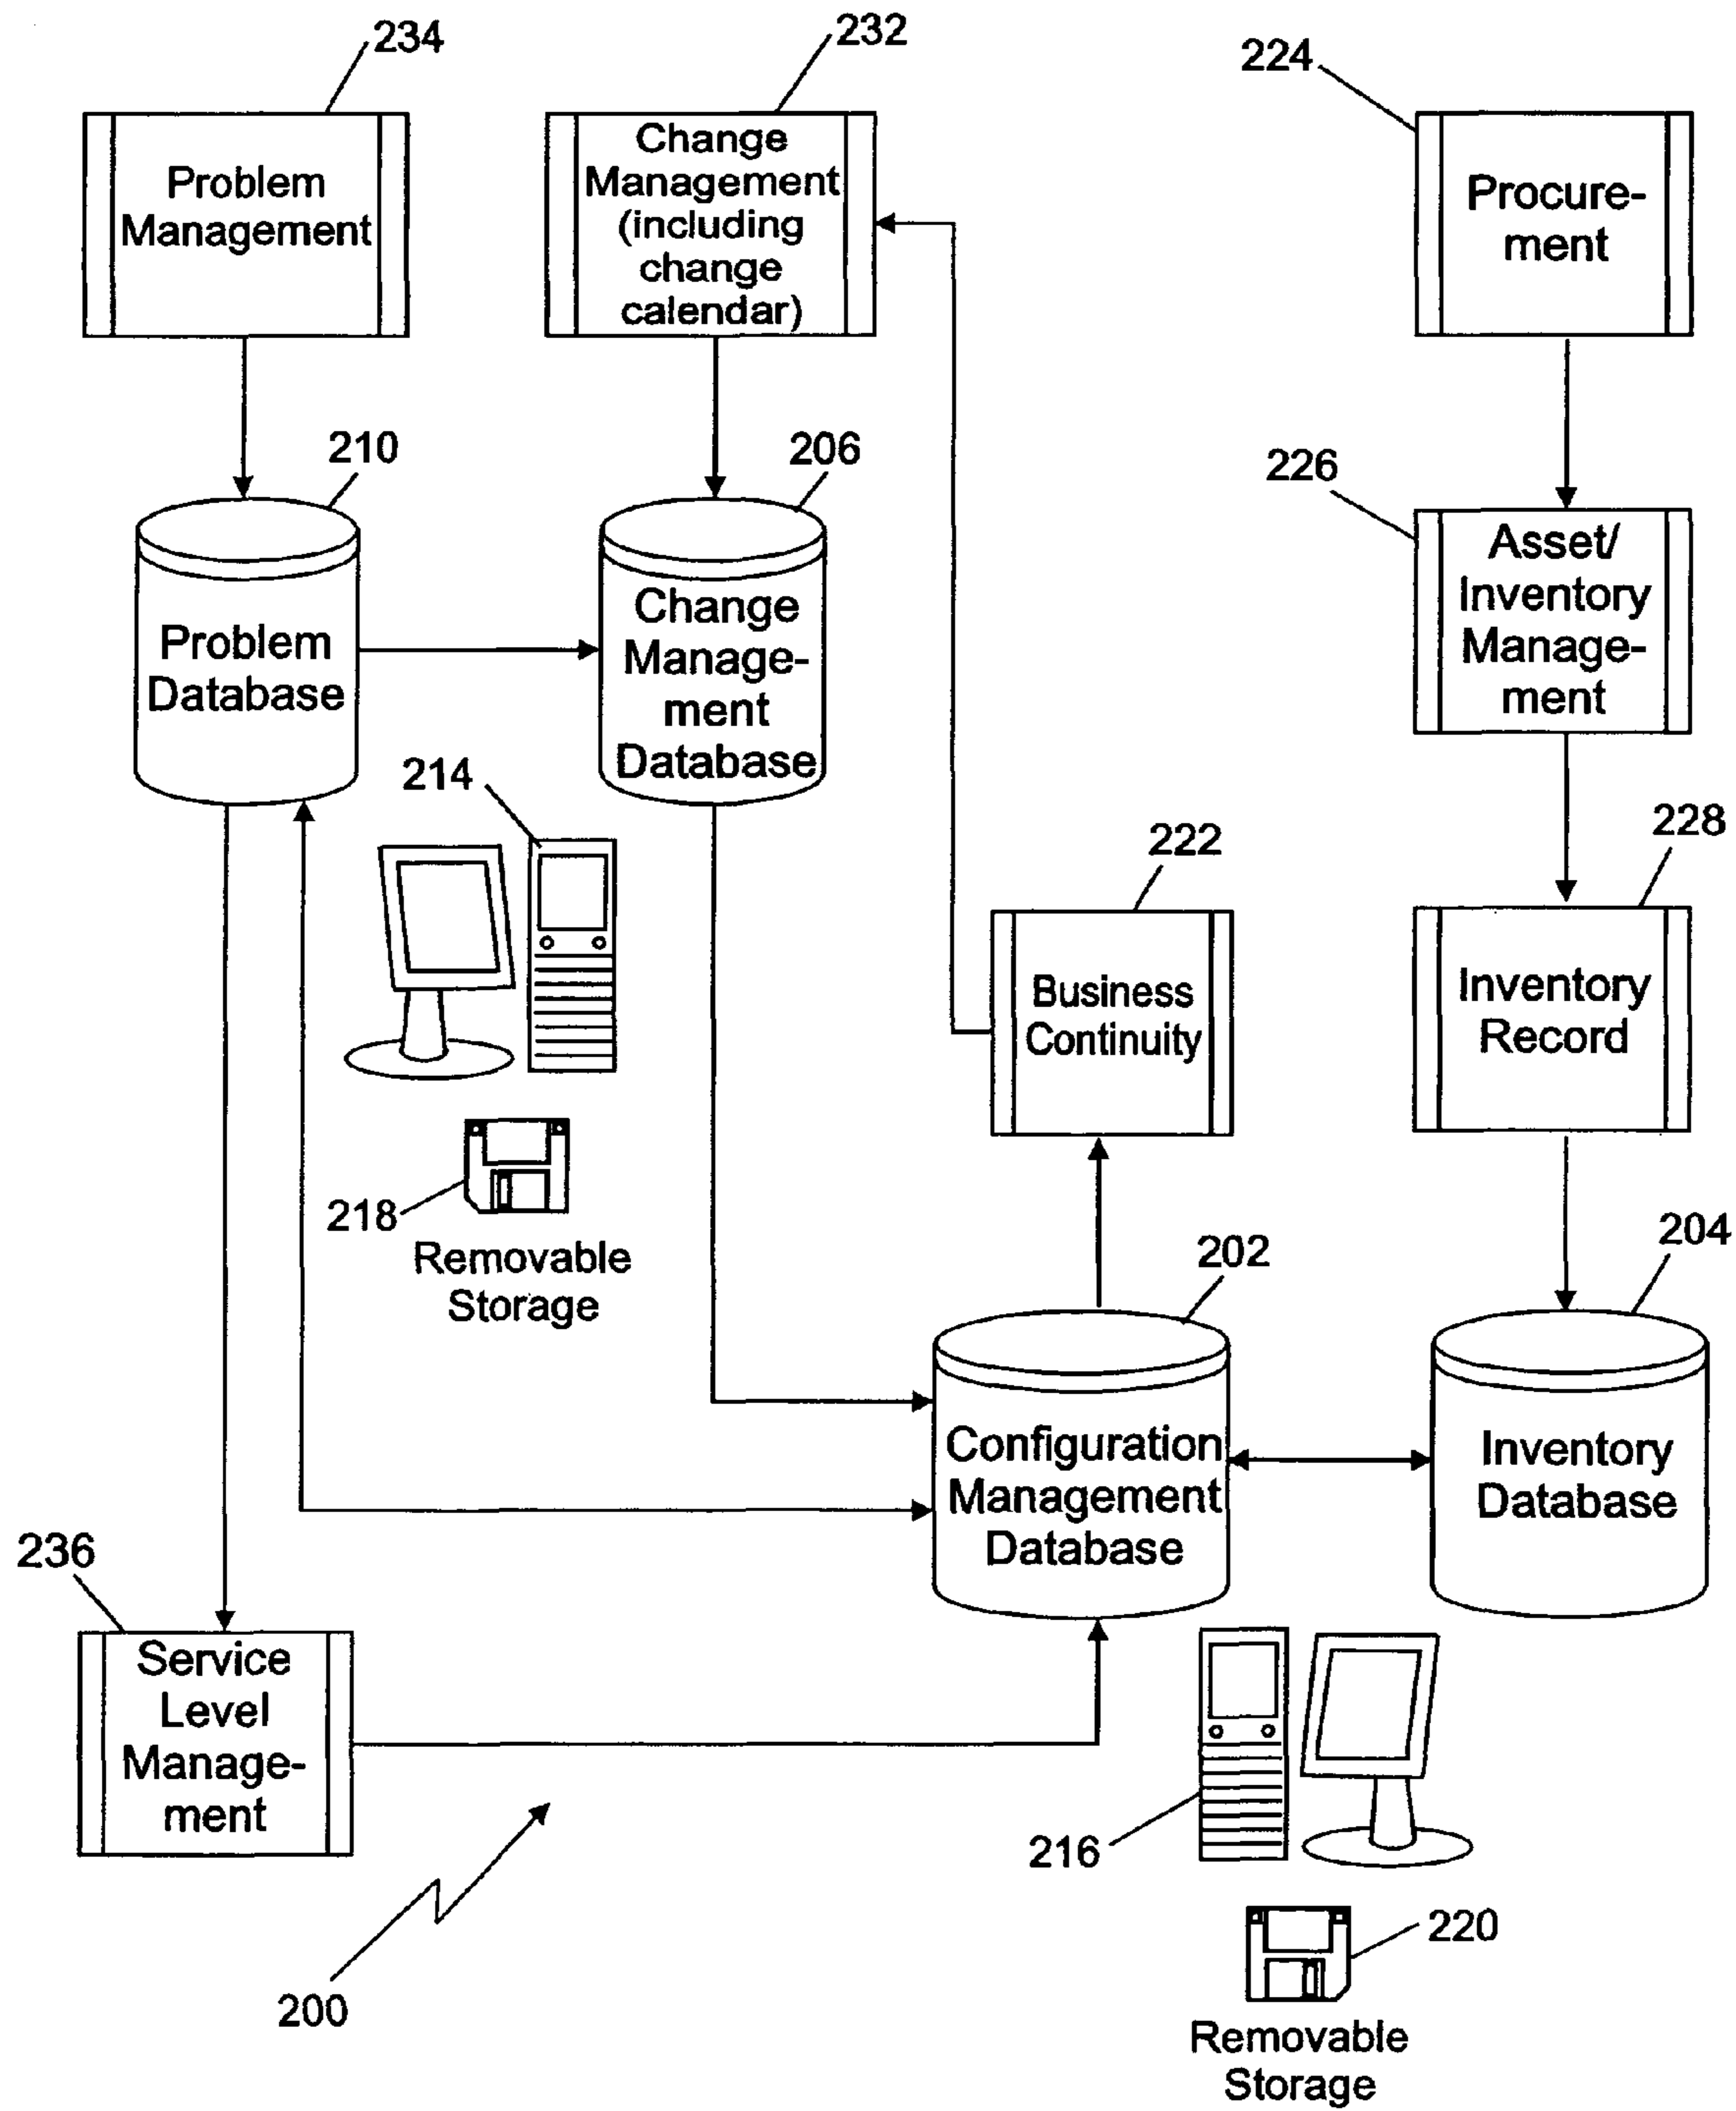 234
232
224
Problem
Management
Change
Management
(including
change
calendar)
Procure-
ment
210
206
226
Problem
Database
Change
Manage-
ment
Database
Asset/
Inventory
Manage-
ment
214
222
228
Business
Continuity
Inventory
Record
218
Removable
Storage
202
204
Configuration
Management
Database
Inventory
Database
236
Service
Level
Manage-
ment
216
200
220
Removable
Storage